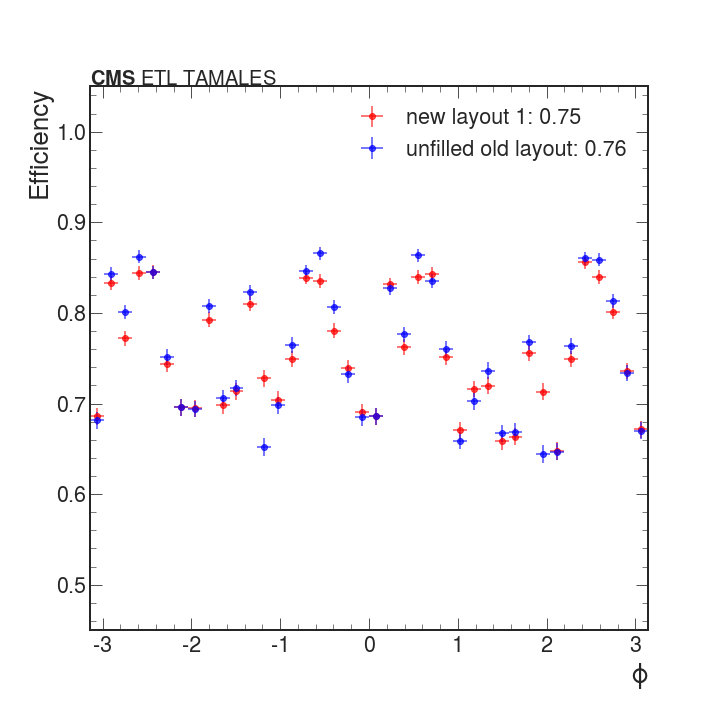 CMS ETL TAMALES
Efficiency
new layout 1: 0.75
unfilled old layout: 0.76
1.0
0.9
0.8
0.7
0.6
0.5
-3 -2 -1 0 1 2 3
ϕ